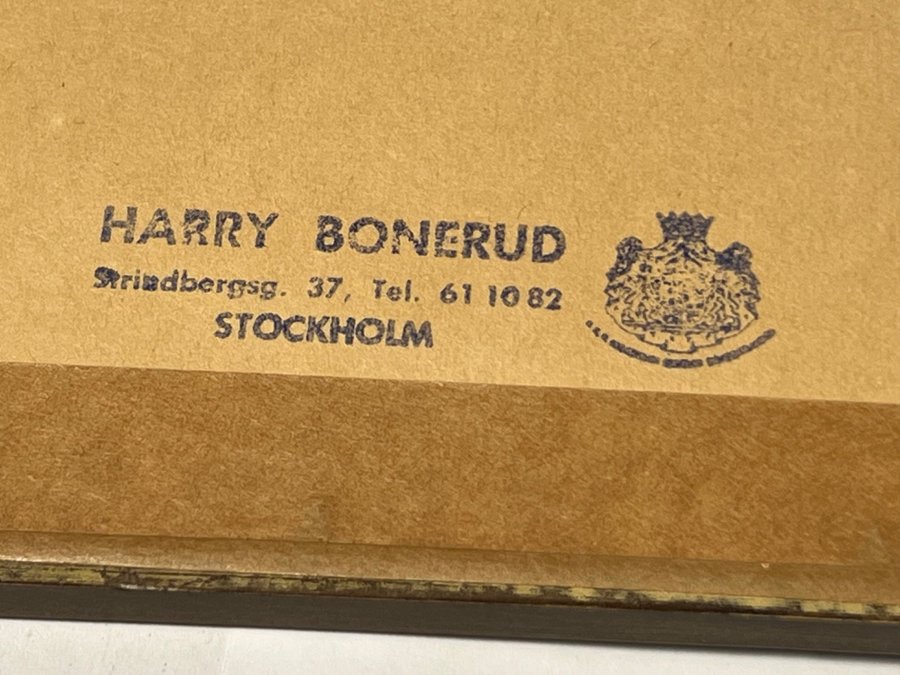 HARRY BONERUD
Strindbergsg. 37, Tel. 61 10 82
STOCKHOLM